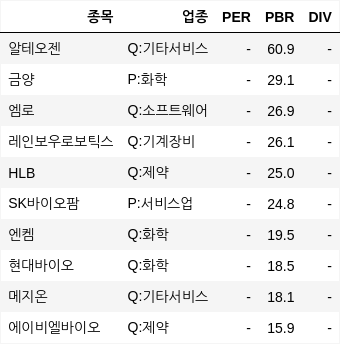 종목 업종 PER PBR DIV
알테오젠 Q:기타서비스 - 60.9 -
금양 P:화학 - 29.1 -
엠로 Q:소프트웨어 - 26.9 -
레인보우로보틱스 Q:기계장비 - 26.1 -
HLB Q:제약 - 25.0 -
SK바이오팜 P:서비스업 - 24.8 -
엔켐 Q:화학 - 19.5 -
현대바이오 Q:화학 - 18.5 -
메지온 Q:기타서비스 - 18.1 -
에이비엘바이오 Q:제약 - 15.9 -